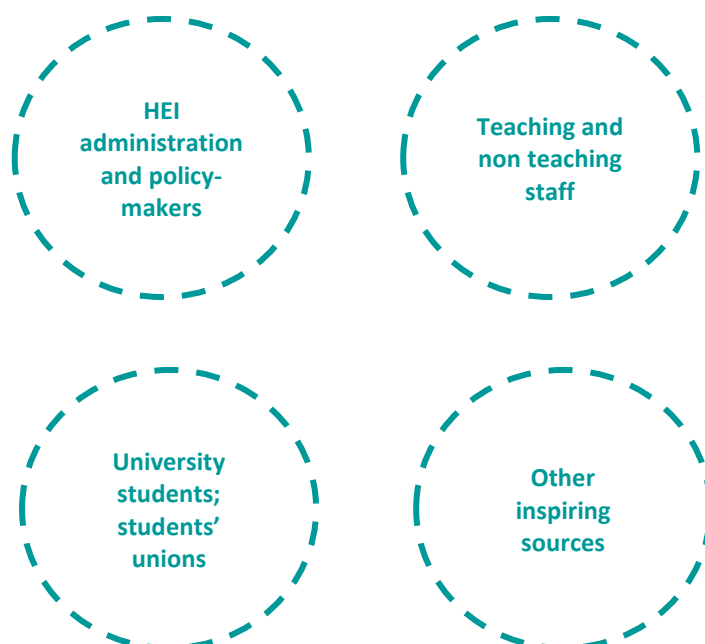 HEI
administration
and policy-
makers
Teaching and
non teaching
staff
University
students;
students’
unions
Other
inspiring
sources